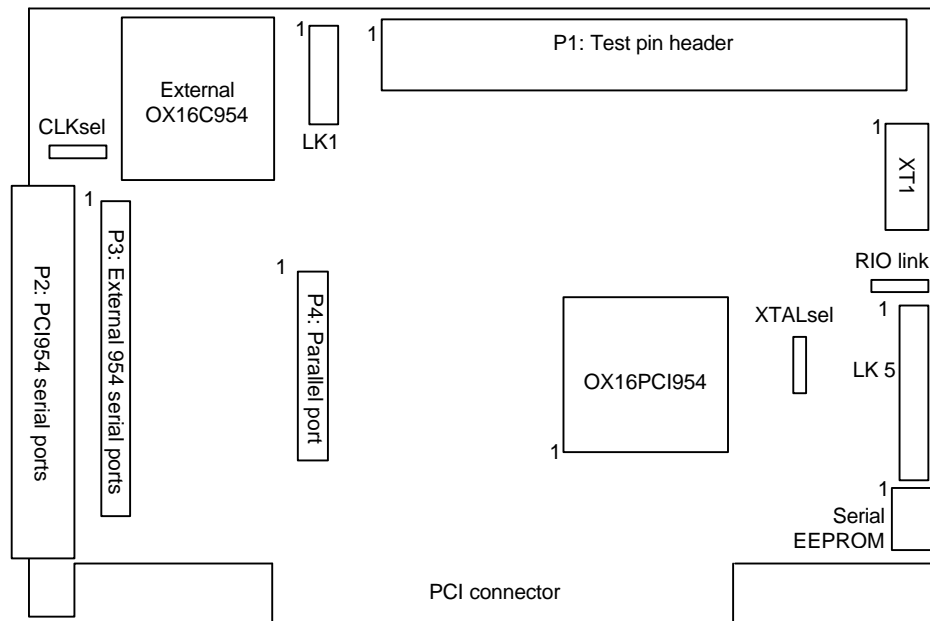 1
1
P1: Test pin header
External
OX16C954
CLKsel
LK1
1
XT1
1
P2: PCI954 serial ports
P3: External 954 serial ports
1
P4: Parallel port
RIO link
1
XTALsel
OX16PCI954
LK 5
1
1
Serial
EEPROM
PCI connector